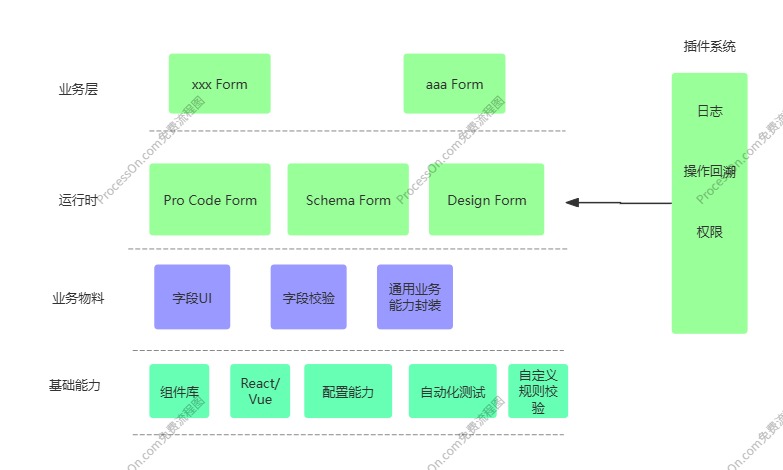 插件系统
业务层
xxx Form
aaa Form
日志
ProcessOn.com免费流程图
ProcessOn.com免费流程图
ProcessOn.com免费流程图
操作回溯
运行时
Pro Code Form
Schema Form
Design Form
权限
业务物料
字段UI
字段校验
通用业务
能力封装
基础能力
组件库
React/
Vue
配置能力
自动化测试
自定义
规则校
验
ProcessOn.com免费流程图
ProcessOn.com免费流程图
ProcessOn.com免费流程图